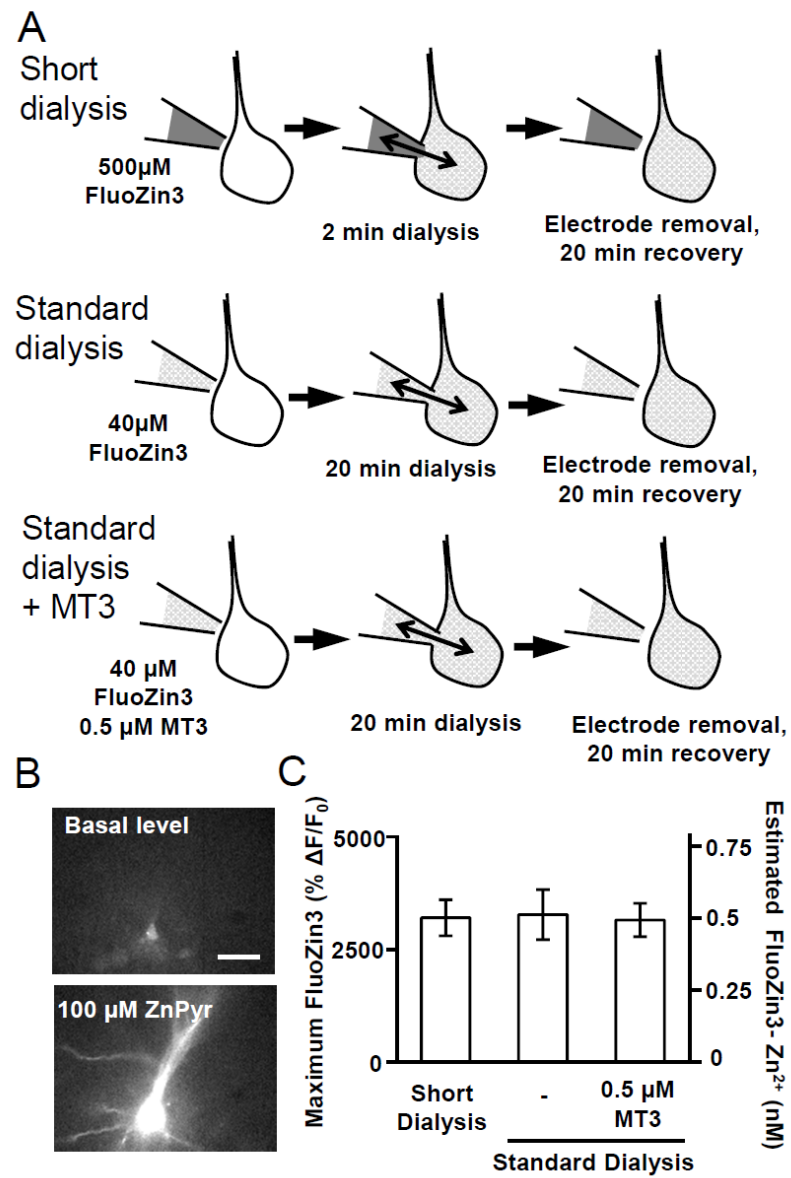 A
Short
dialysis
500µM
FluoZin3
2 min dialysis
Electrode removal,
20 min recovery
Standard
dialysis
40µM
FluoZin3
20 min dialysis
Electrode removal,
20 min recovery
Standard
dialysis
+ MT3
40 µM
FluoZin3
0.5 µM MT3
20 min dialysis
Electrode removal,
20 min recovery
B
Basal level
100 µM ZnPyr
C
Maximum FluoZin3 (% ΔF/F₀)
5000
2500
0
0.75
0.5
0.25
0
Estimated FluoZin3- Zn²⁺ (nM)
Short
Dialysis
-
0.5 µM
MT3
Standard Dialysis